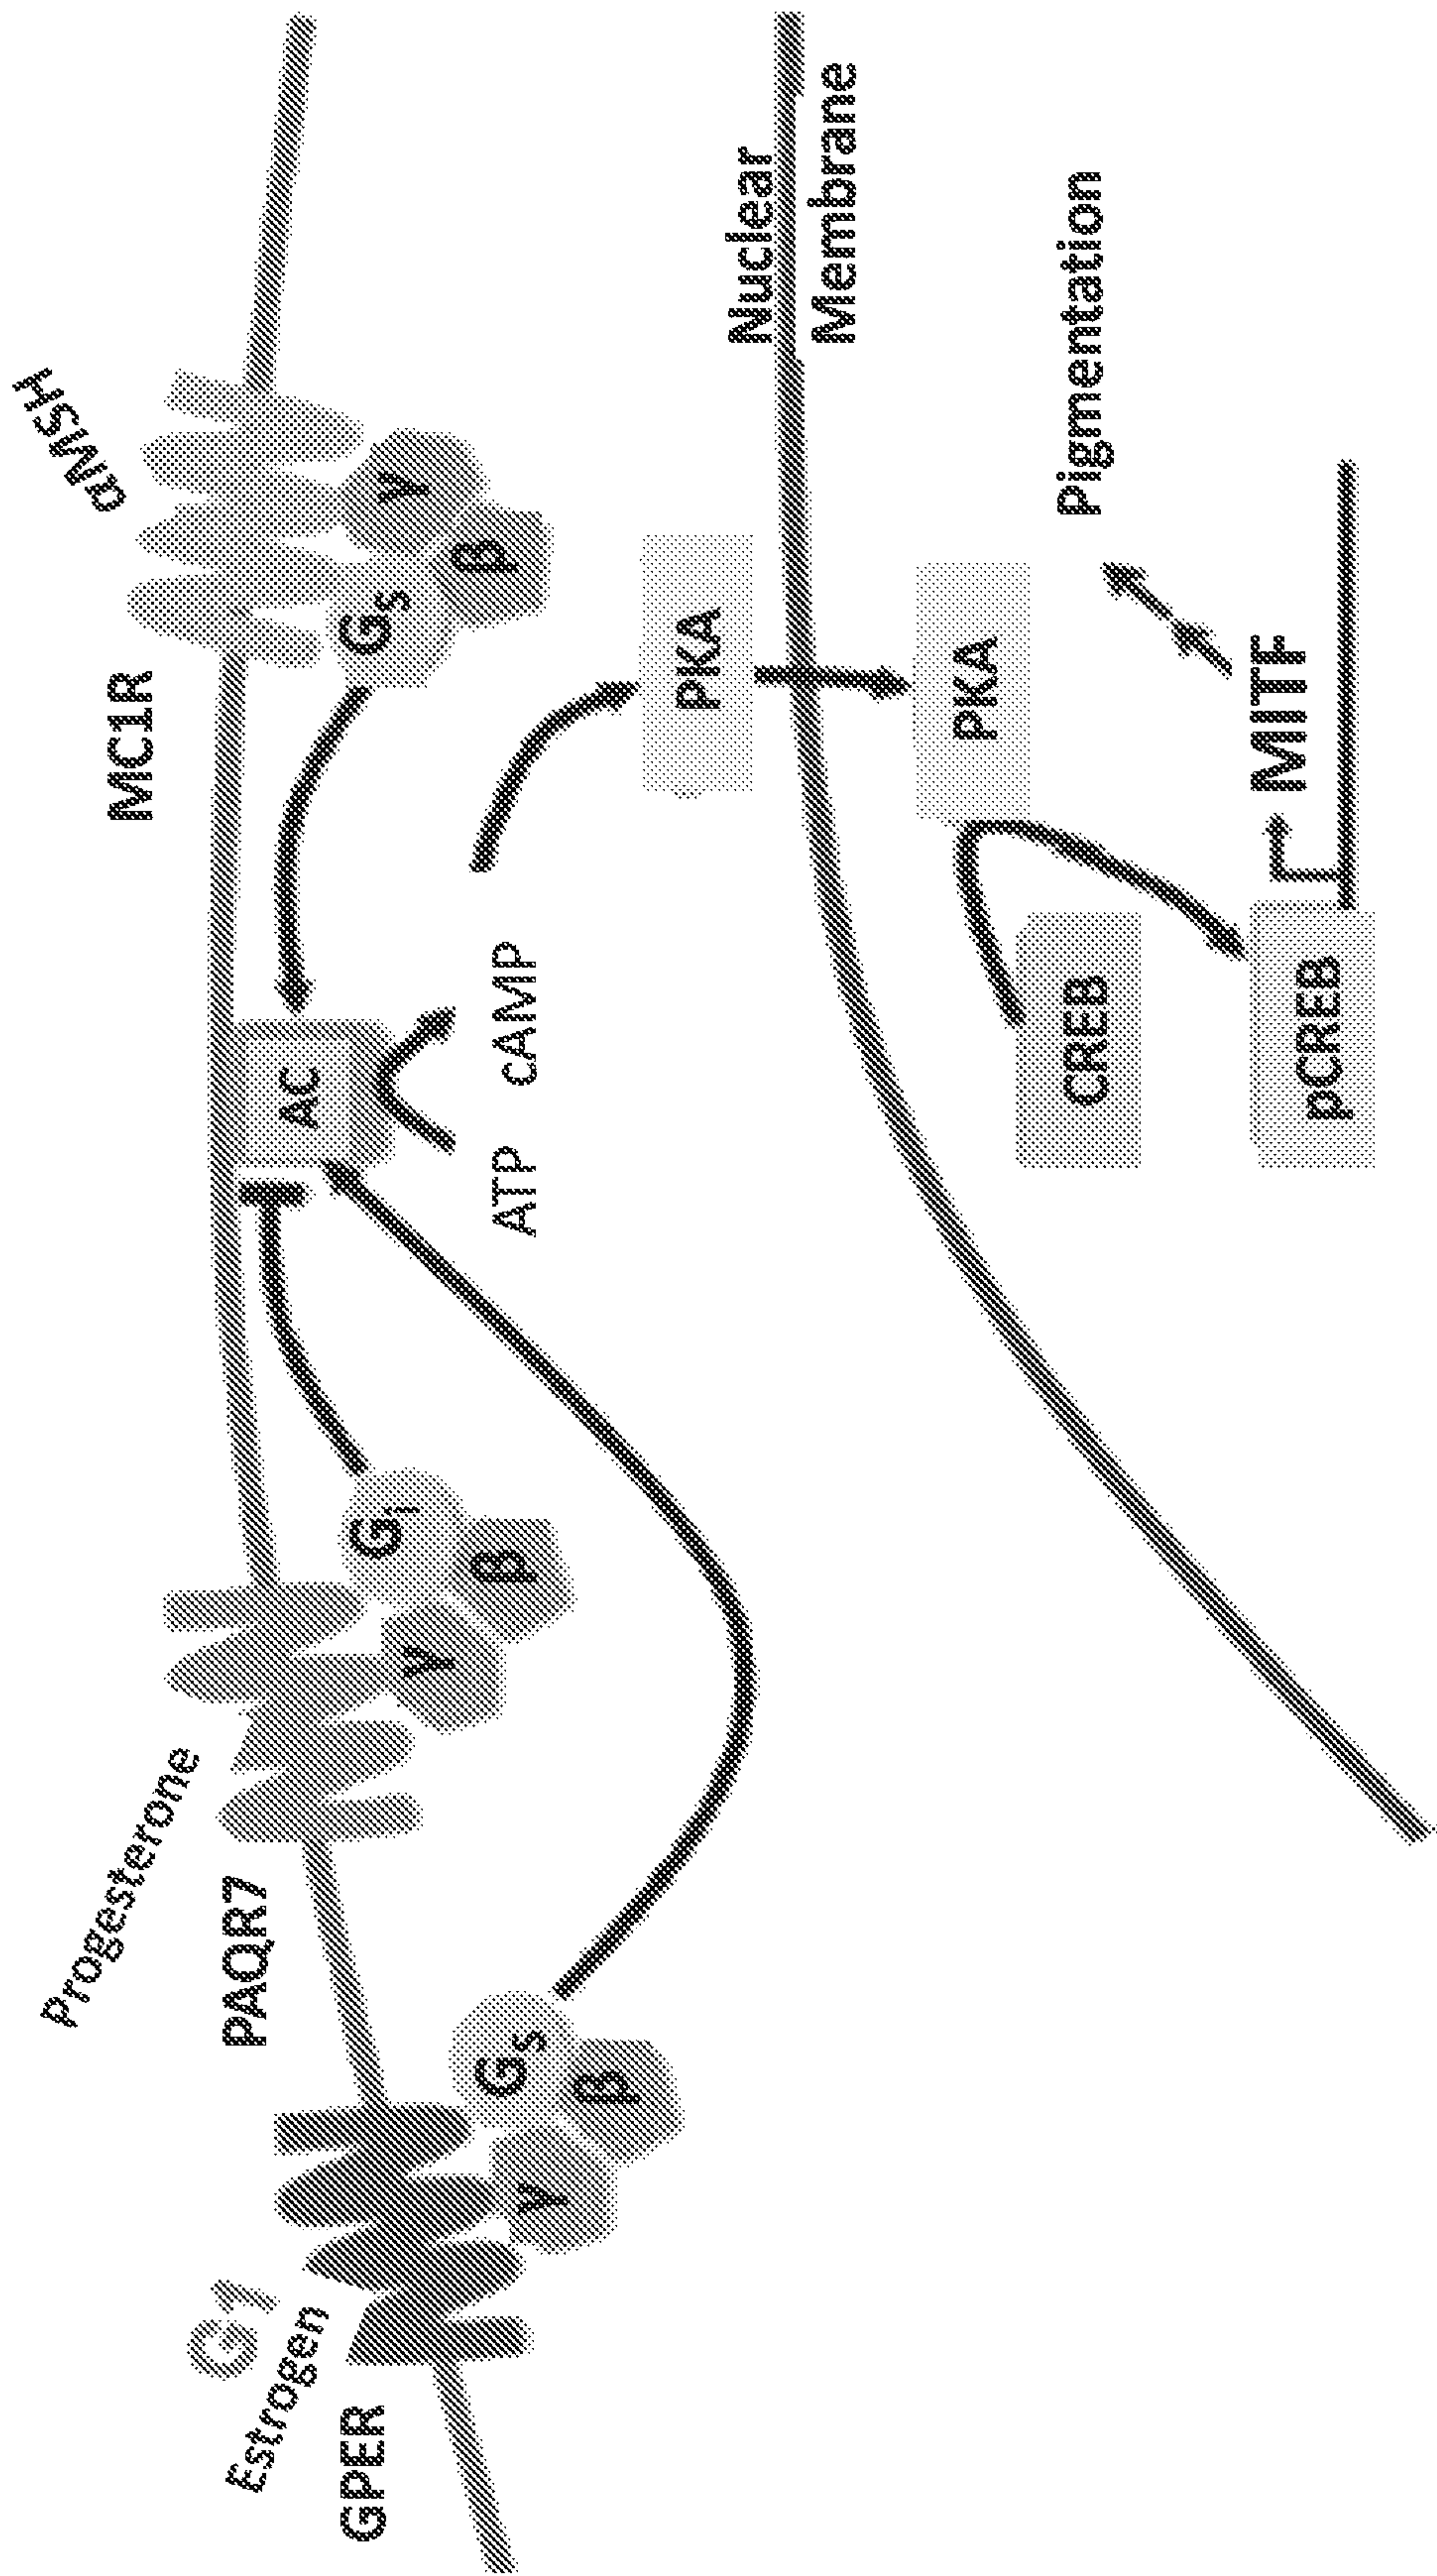 αMSH
Progesterone
MC1R
G1
Estrogen
PAQR7
GPER
AC
Gs
γ
β
Gi
γ
β
Gs
γ
β
ATP
cAMP
PKA
Nuclear
Membrane
PKA
CREB
Pigmentation
MITF
pCREB